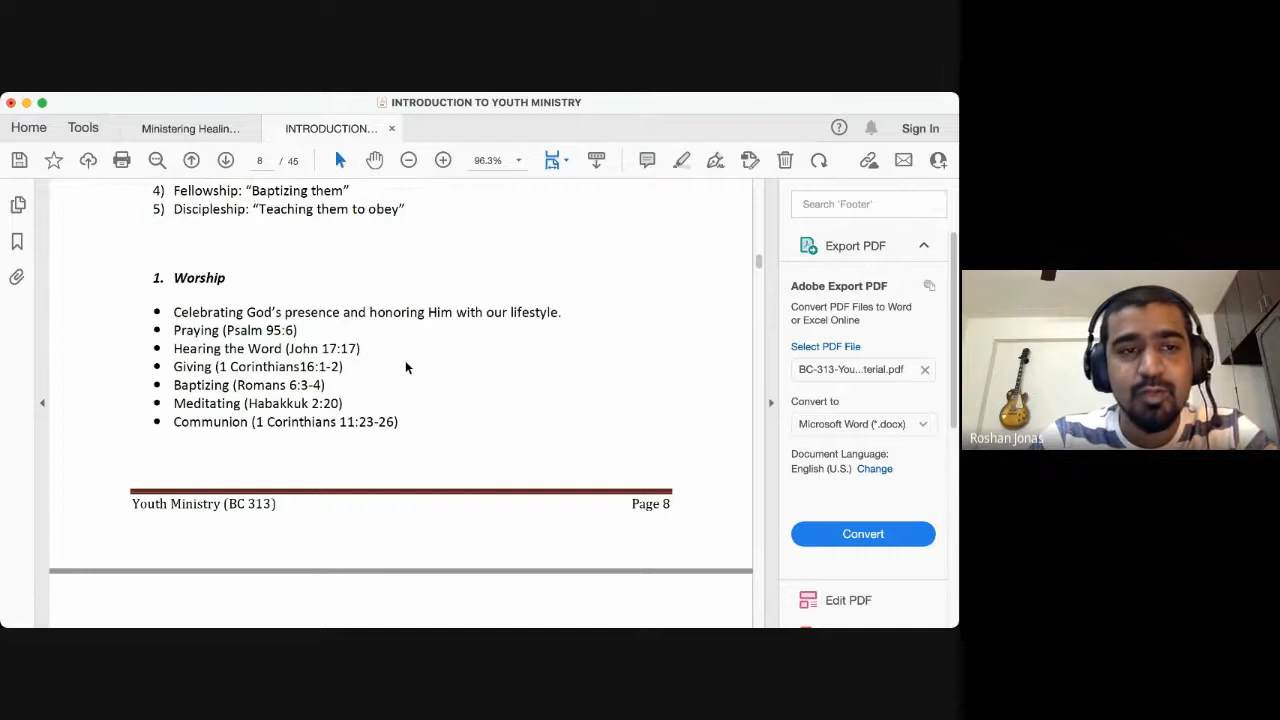 INTRODUCTION TO YOUTH MINISTRY
Home Tools Ministering Healin... INTRODUCTION... × Sign In
8 / 45 96.3%
4) Fellowship: “Baptizing them”
5) Discipleship: “Teaching them to obey”
1. Worship
• Celebrating God’s presence and honoring Him with our lifestyle.
• Praying (Psalm 95:6)
• Hearing the Word (John 17:17)
• Giving (1 Corinthians16:1-2)
• Baptizing (Romans 6:3-4)
• Meditating (Habakkuk 2:20)
• Communion (1 Corinthians 11:23-26)
Youth Ministry (BC 313) Page 8
Search 'Footer'
Export PDF
Adobe Export PDF
Convert PDF Files to Word
or Excel Online
Select PDF File
BC-313-You...terial.pdf
Convert to
Microsoft Word (*.docx)
Document Language:
English (U.S.) Change
Convert
Edit PDF
Roshan Jonas